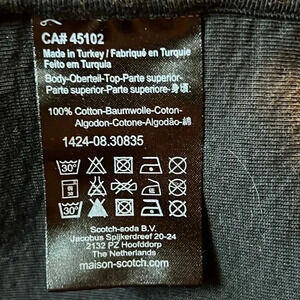 CA# 45102
Made in Turkey / Fabriqué en Turquie
Feito em Turquia
Body-Oberteil-Top-Parte superior-
Parte superior-Parte superior-身頃-
100% Cotton-Baumwolle-Coton-
Algodon-Cotone-Algodão-綿
1424-08.30835
30°
30°
Scotch-soda B.V.
Jacobus Spijkerdreef 20-24
2132 PZ Hoofddorp
The Netherlands
maison-scotch.com